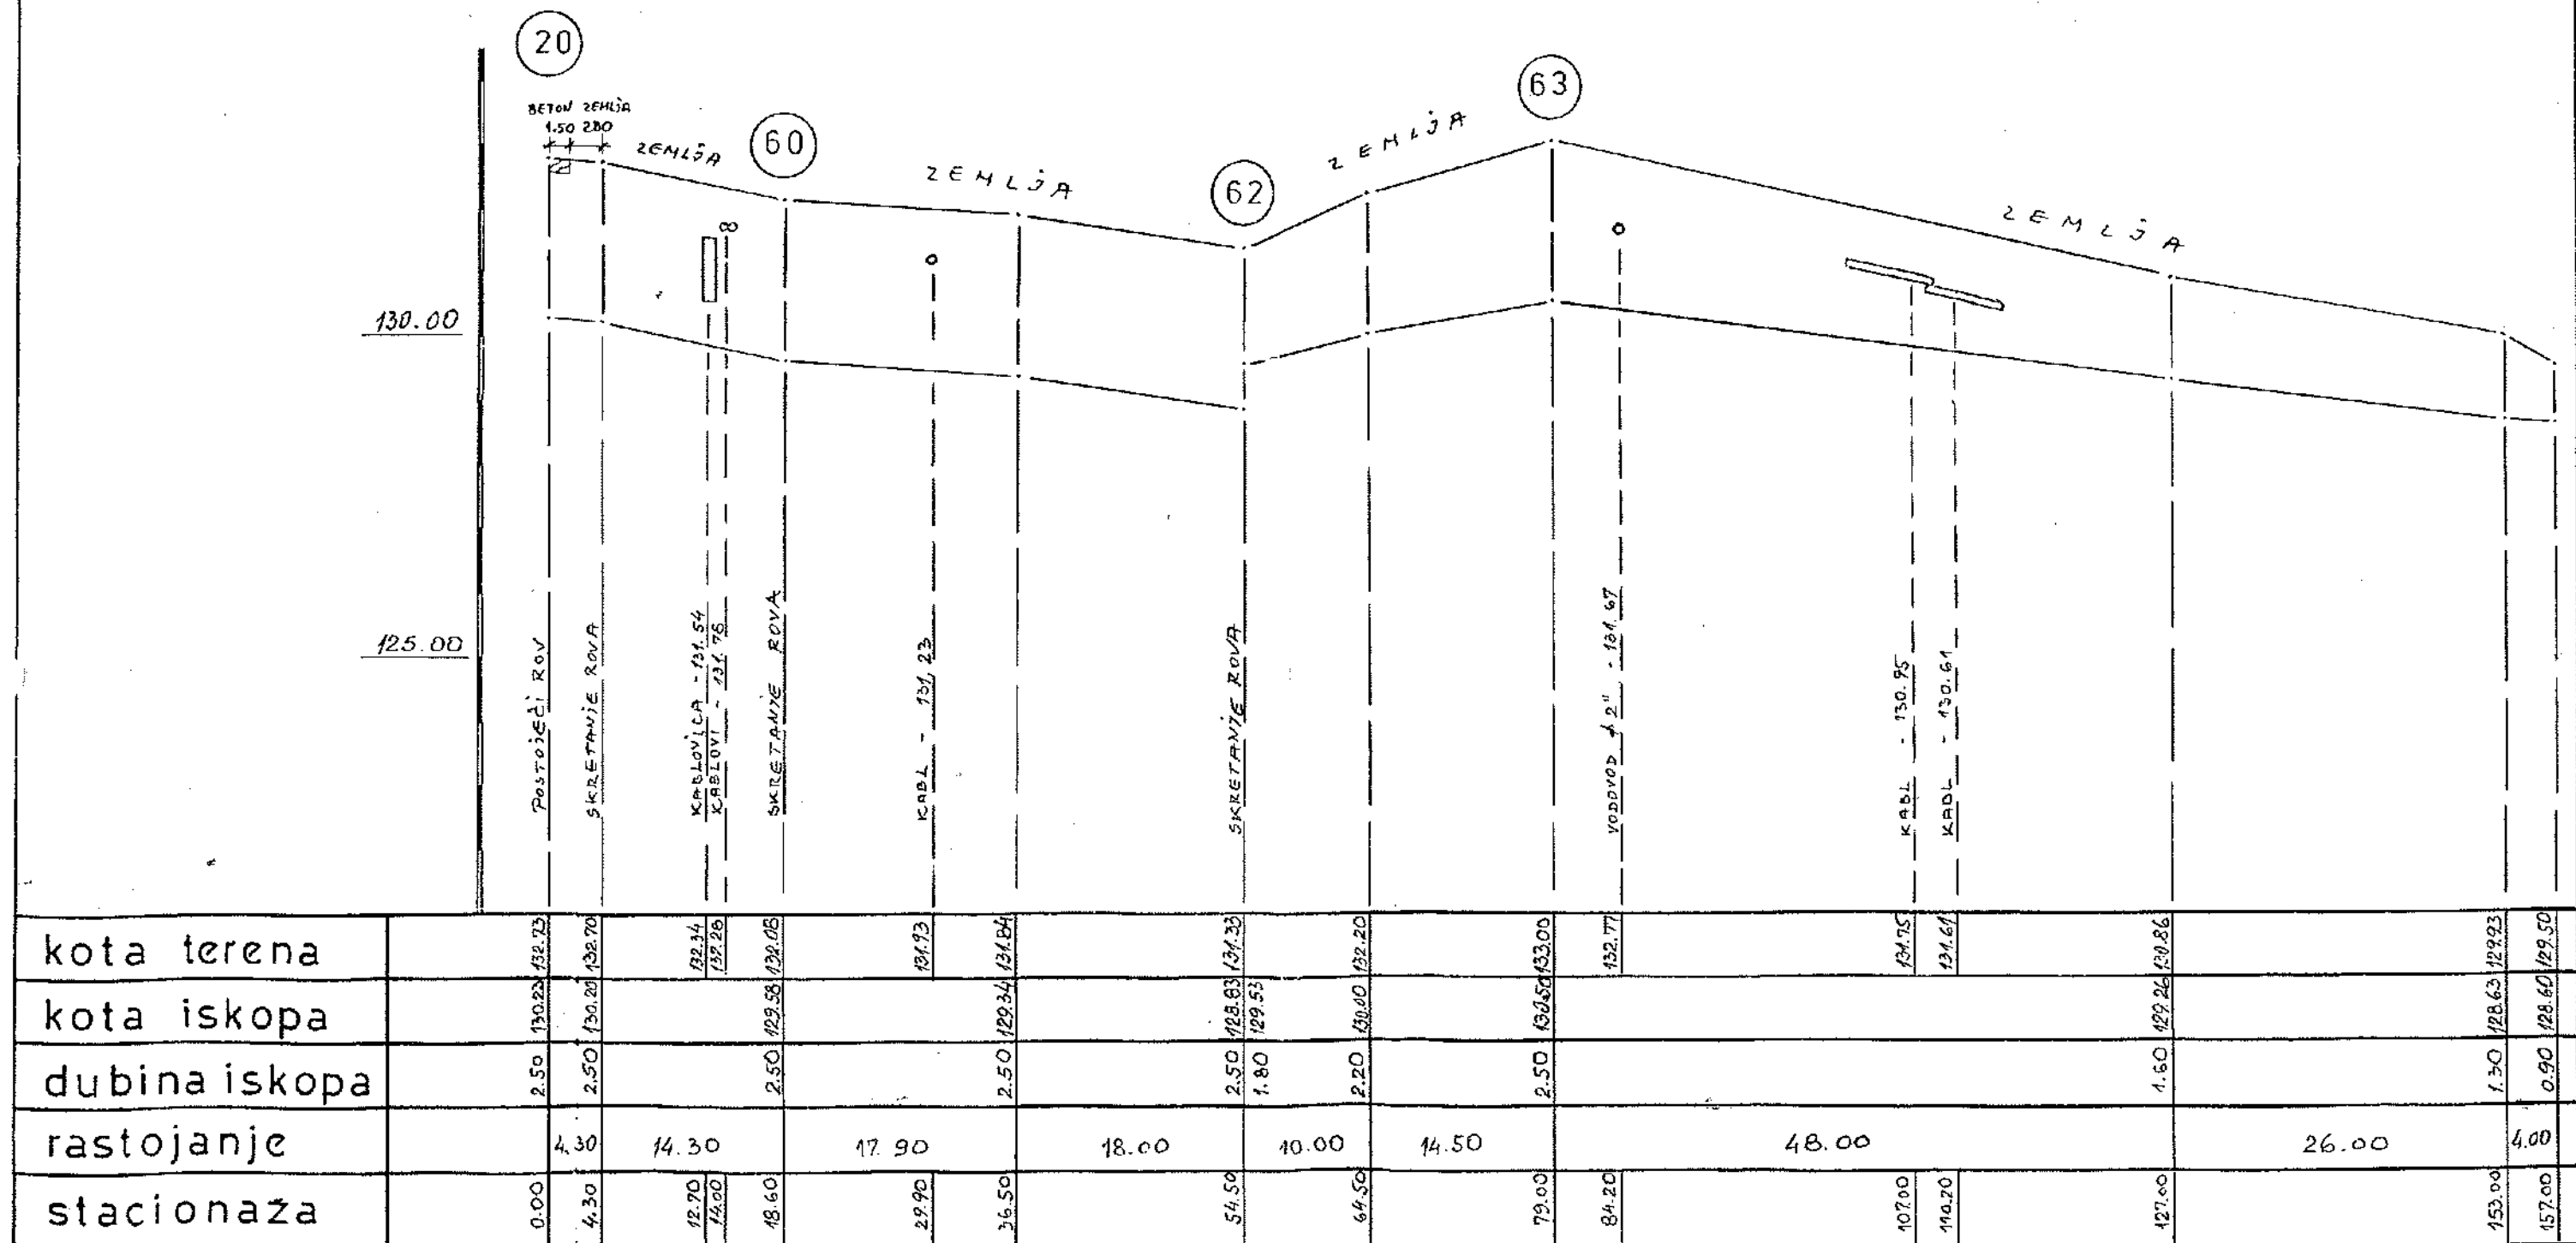 20
60
62
63
BETON ZEMLJA
1.50 2.80
ZEMLJA
ZEMLJA
ZEMLJA
ZEMLJA
130.00
125.00
POSTOJEĆI ROV
SKRETANJE ROVA
KABLOVICA - 131.54
KABLOVI - 131.78
SKRETANJE ROVA
KABL - 131,23
SKRETANJE ROVA
VODOVOD ø 2" - 131.67
KABL - 130.95
KABL - 130.61
kota terena 132.73 132.70 132.34 132.28 132.08 131.93 131.84 131.33 132.20 133.00 132.77 131.75 131.61 130.86 129.93 129.50
kota iskopa 130.23 130.20 129.58 129.34 128.83 129.53 130.00 130.50 129.26 128.63 128.60
dubina iskopa 2.50 2.50 2.50 2.50 2.50 1.80 2.20 2.50 1.60 1.30 0.90
rastojanje 4.30 14.30 17.90 18.00 10.00 14.50 48.00 26.00 4.00
stacionaža 0.00 4.30 12.70 14.00 18.60 29.90 36.50 54.50 64.50 79.00 84.20 107.00 110.20 127.00 153.00 157.00